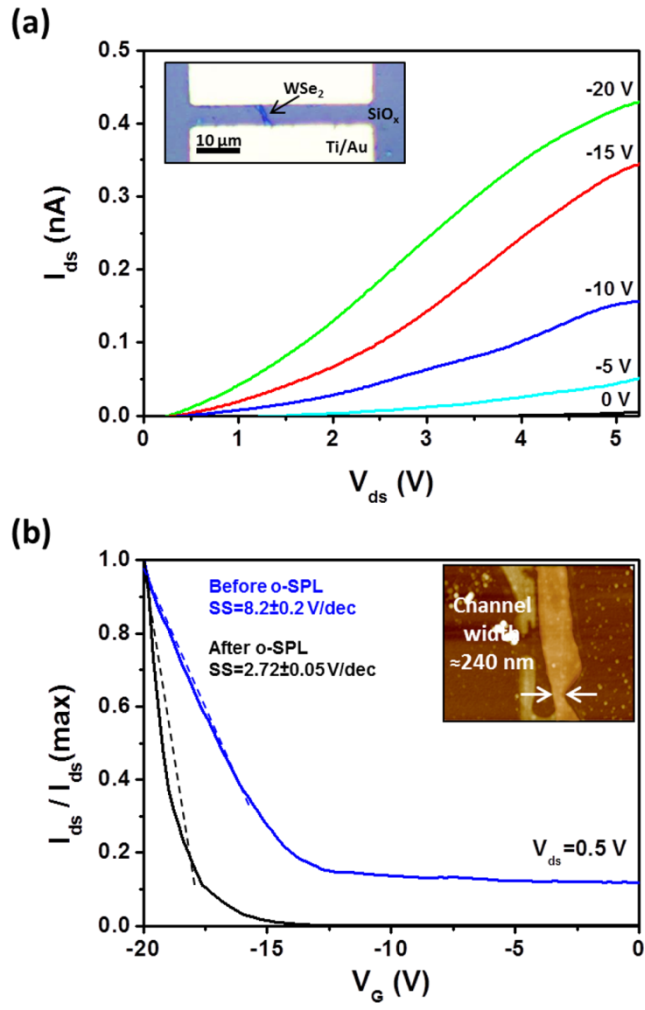 (a)
0.5
0.4
0.3
0.2
0.1
0.0
I_ds (nA)
WSe₂
SiOₓ
10 μm
Ti/Au
-20 V
-15 V
-10 V
-5 V
0 V
0 1 2 3 4 5
V_ds (V)
(b)
1.0
0.8
0.6
0.4
0.2
0.0
I_ds / I_ds(max)
Before o-SPL
SS=8.2±0.2 V/dec
After o-SPL
SS=2.72±0.05 V/dec
Channel
width
≈240 nm
V_ds=0.5 V
-20 -15 -10 -5 0
V_G (V)